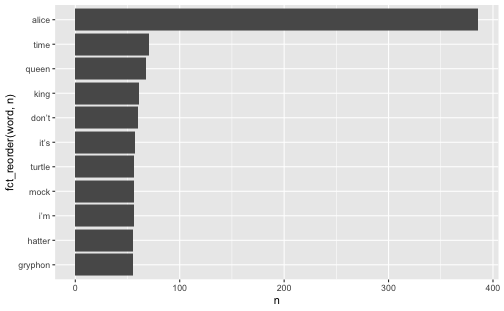 alice
time
queen
king
don't
it's
turtle
mock
i'm
hatter
gryphon
fct_reorder(word, n)
0 100 200 300 400
n